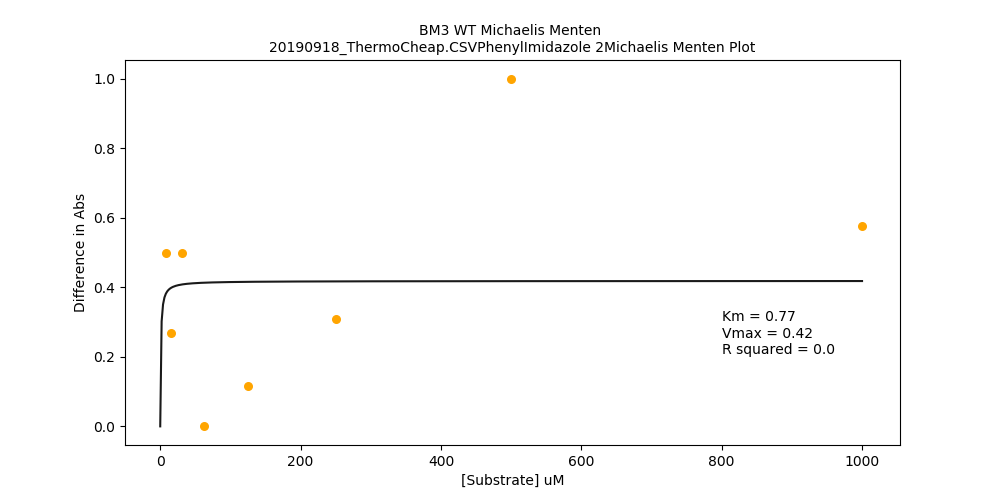 BM3 WT Michaelis Menten
20190918_ThermoCheap.CSVPhenylImidazole 2Michaelis Menten Plot
1.0
0.8
0.6
0.4
0.2
0.0
Difference in Abs
Km = 0.77
Vmax = 0.42
R squared = 0.0
0 200 400 600 800 1000
[Substrate] uM